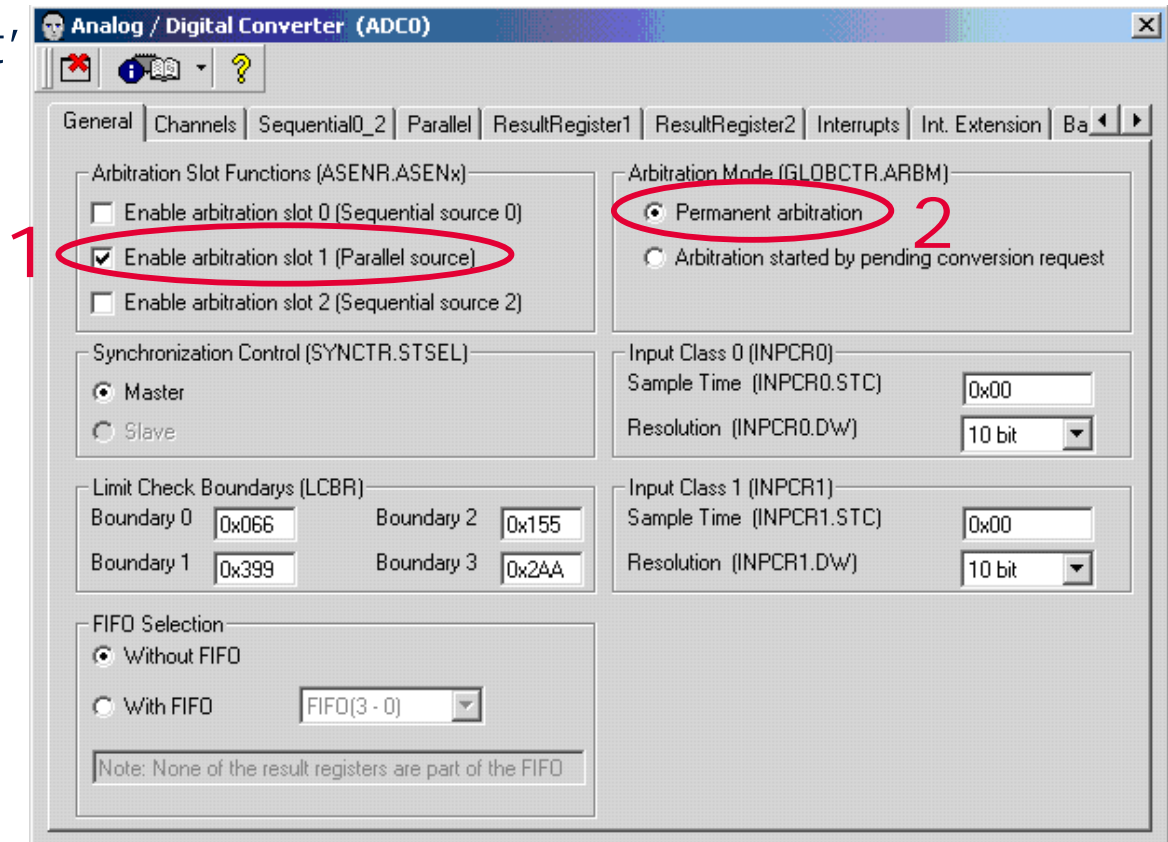 Analog / Digital Converter (ADC0)
General Channels Sequential0_2 Parallel ResultRegister1 ResultRegister2 Interrupts Int. Extension Ba
Arbitration Slot Functions (ASENR.ASENx)
Enable arbitration slot 0 (Sequential source 0)
1
Enable arbitration slot 1 (Parallel source)
Enable arbitration slot 2 (Sequential source 2)
Arbitration Mode (GLOBCTR.ARBM)
Permanent arbitration
2
Arbitration started by pending conversion request
Synchronization Control (SYNCTR.STSEL)
Master
Slave
Input Class 0 (INPCR0)
Sample Time (INPCR0.STC) 0x00
Resolution (INPCR0.DW) 10 bit
Limit Check Boundarys (LCBR)
Boundary 0 0x066 Boundary 2 0x155
Boundary 1 0x399 Boundary 3 0x2AA
Input Class 1 (INPCR1)
Sample Time (INPCR1.STC) 0x00
Resolution (INPCR1.DW) 10 bit
FIFO Selection
Without FIFO
With FIFO FIFO(3 - 0)
Note: None of the result registers are part of the FIFO